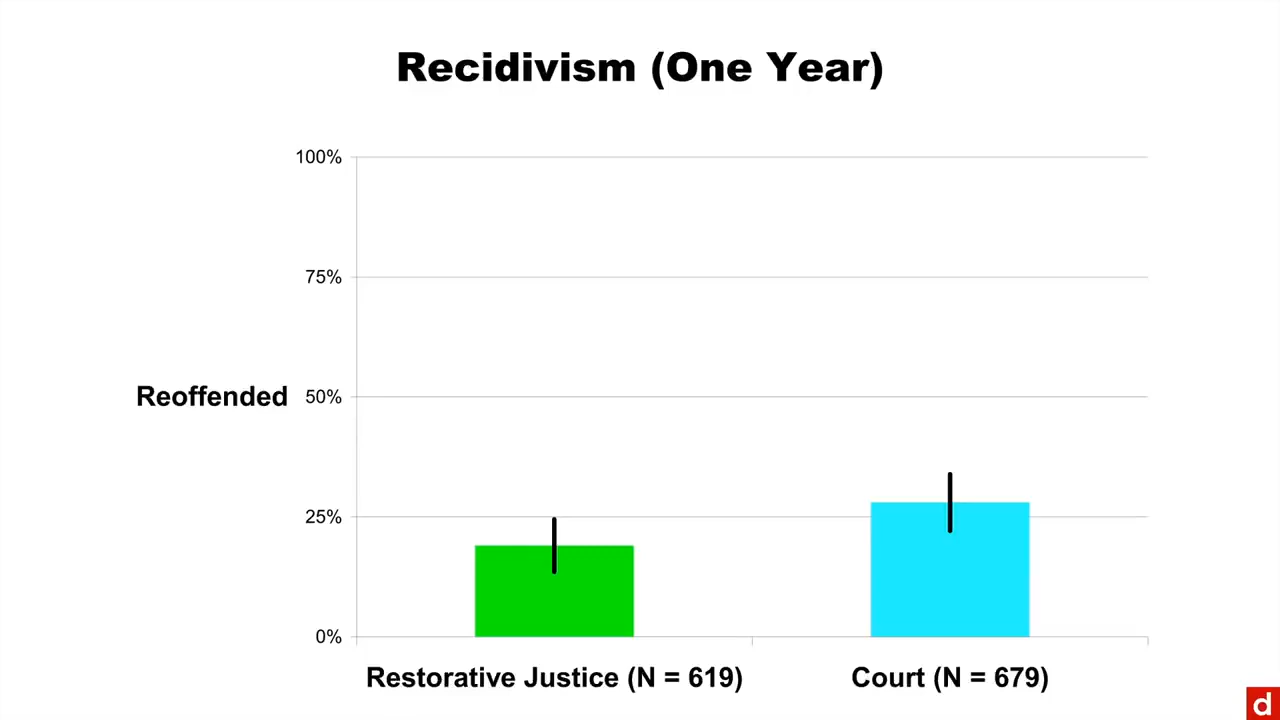 Recidivism (One Year)
100%
75%
Reoffended 50%
25%
0%
Restorative Justice (N = 619) Court (N = 679)
d